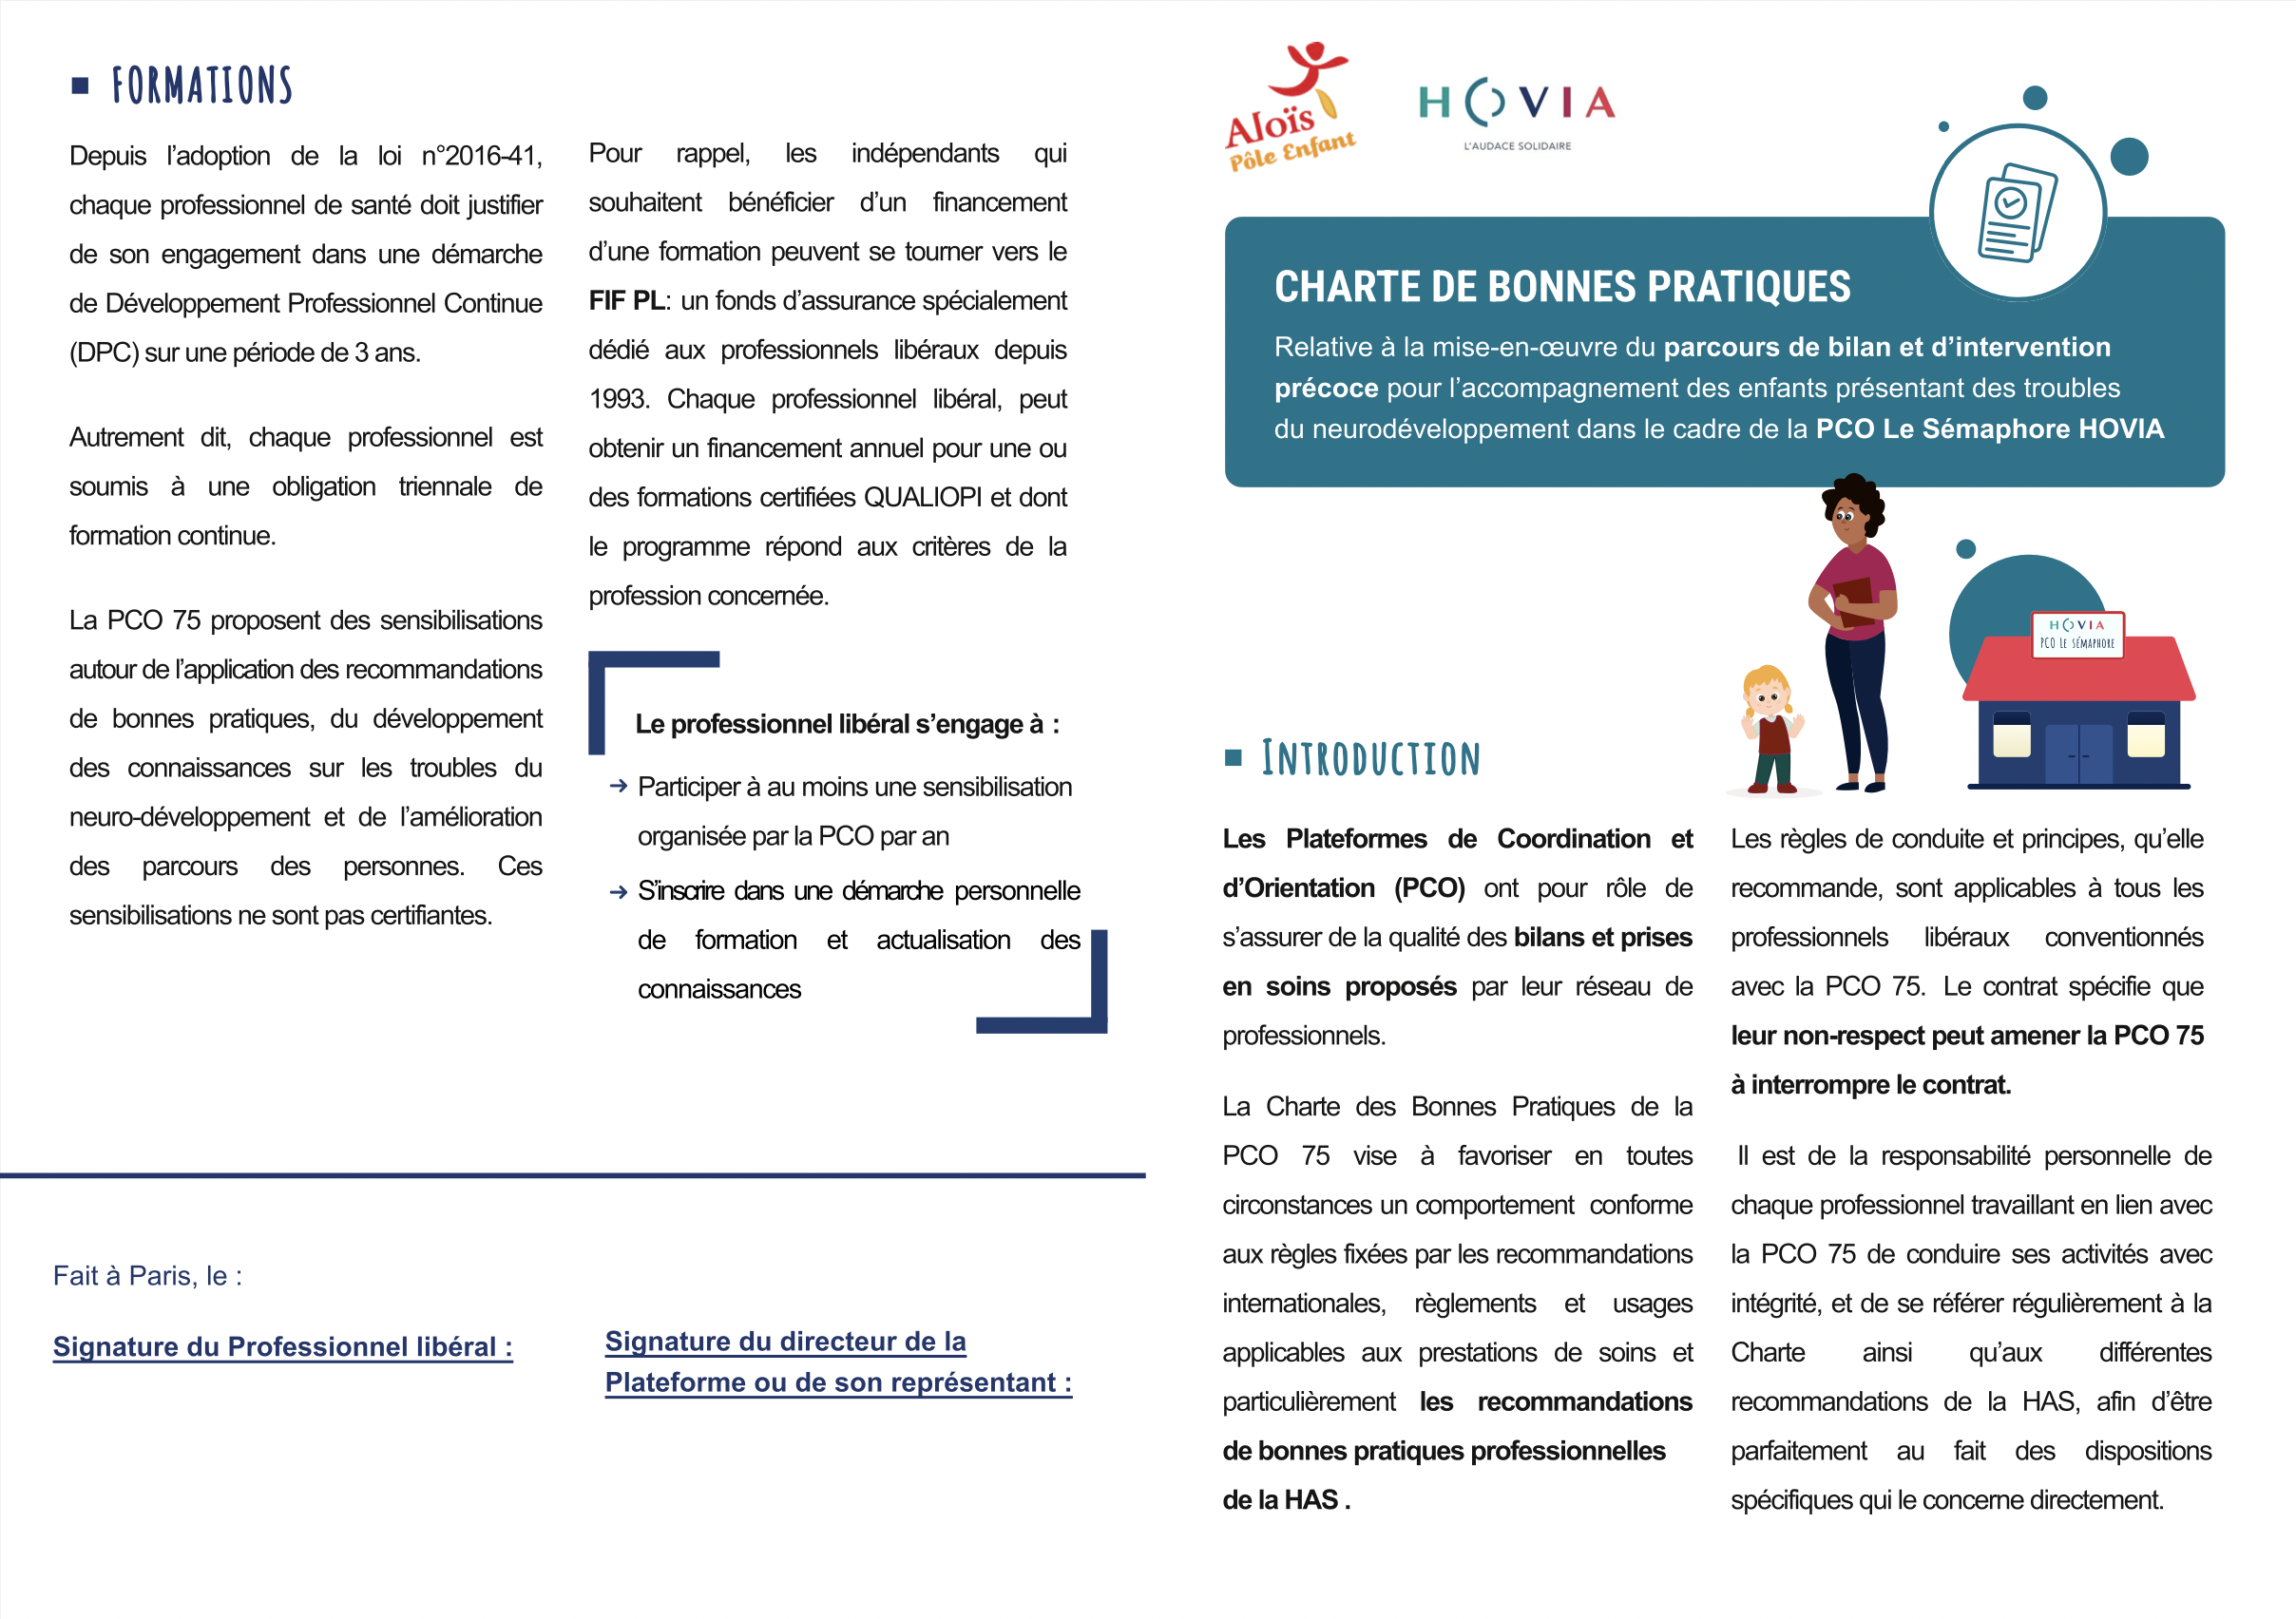 FORMATIONS
Depuis l'adoption de la loi n°2016-41,
chaque professionnel de santé doit justifier
de son engagement dans une démarche
de Développement Professionnel Continue
(DPC) sur une période de 3 ans.
Autrement dit, chaque professionnel est
soumis à une obligation triennale de
formation continue.
La PCO 75 proposent des sensibilisations
autour de l'application des recommandations
de bonnes pratiques, du développement
des connaissances sur les troubles du
neuro-développement et de l'amélioration
des parcours des personnes. Ces
sensibilisations ne sont pas certifiantes.
Pour rappel, les indépendants qui
souhaitent bénéficier d'un financement
d'une formation peuvent se tourner vers le
FIF PL: un fonds d'assurance spécialement
dédié aux professionnels libéraux depuis
1993. Chaque professionnel libéral, peut
obtenir un financement annuel pour une ou
des formations certifiées QUALIOPI et dont
le programme répond aux critères de la
profession concernée.
Le professionnel libéral s'engage à :
→ Participer à au moins une sensibilisation
organisée par la PCO par an
→ S'inscrire dans une démarche personnelle
de formation et actualisation des
connaissances
Fait à Paris, le :
Signature du Professionnel libéral :
Signature du directeur de la
Plateforme ou de son représentant :
Aloïs
Pôle Enfant
HOVIA
L'AUDACE SOLIDAIRE
CHARTE DE BONNES PRATIQUES
Relative à la mise-en-œuvre du parcours de bilan et d'intervention
précoce pour l'accompagnement des enfants présentant des troubles
du neurodéveloppement dans le cadre de la PCO Le Sémaphore HOVIA
HOVIA
PCO LE SÉMAPHORE
INTRODUCTION
Les Plateformes de Coordination et
d'Orientation (PCO) ont pour rôle de
s'assurer de la qualité des bilans et prises
en soins proposés par leur réseau de
professionnels.
La Charte des Bonnes Pratiques de la
PCO 75 vise à favoriser en toutes
circonstances un comportement conforme
aux règles fixées par les recommandations
internationales, règlements et usages
applicables aux prestations de soins et
particulièrement les recommandations
de bonnes pratiques professionnelles
de la HAS .
Les règles de conduite et principes, qu'elle
recommande, sont applicables à tous les
professionnels libéraux conventionnés
avec la PCO 75. Le contrat spécifie que
leur non-respect peut amener la PCO 75
à interrompre le contrat.
Il est de la responsabilité personnelle de
chaque professionnel travaillant en lien avec
la PCO 75 de conduire ses activités avec
intégrité, et de se référer régulièrement à la
Charte ainsi qu'aux différentes
recommandations de la HAS, afin d'être
parfaitement au fait des dispositions
spécifiques qui le concerne directement.